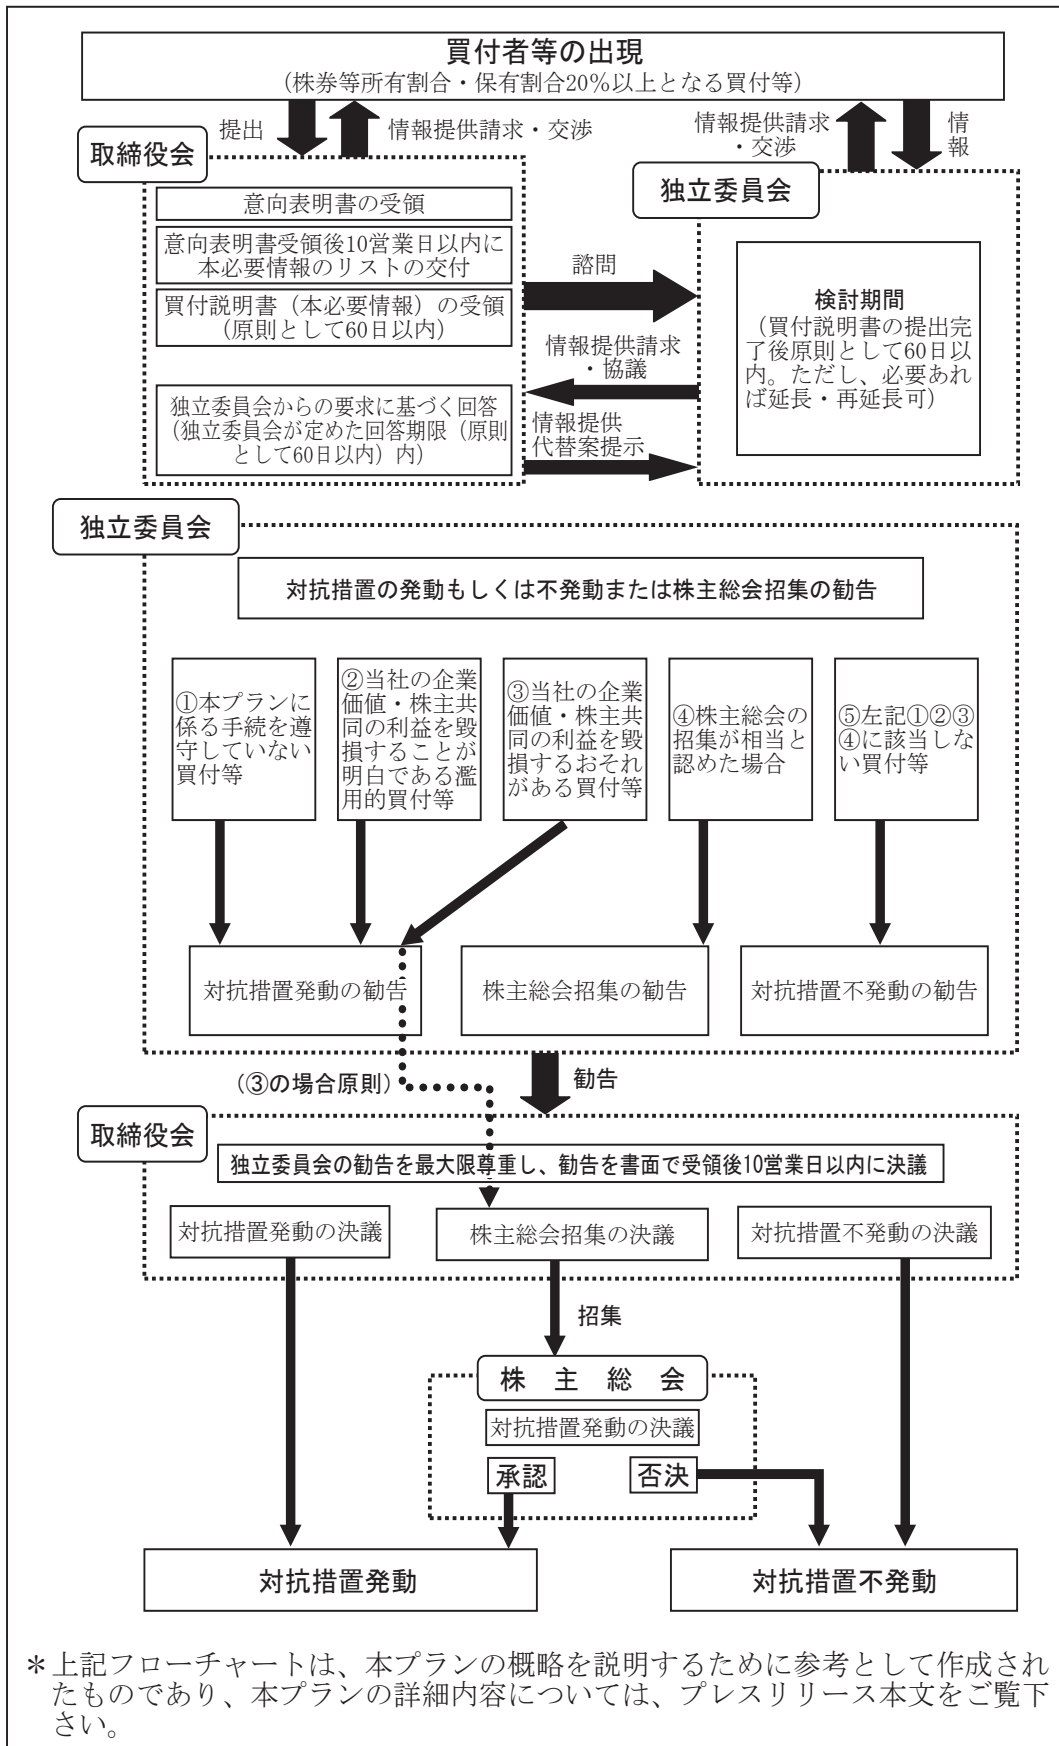 買付者等の出現
(株券等所有割合・保有割合20%以上となる買付等)
提出
情報提供請求・交渉
情報提供請求
・交渉
情
報
取締役会
意向表明書の受領
意向表明書受領後10営業日以内に
本必要情報のリストの交付
買付説明書（本必要情報）の受領
(原則として60日以内)
独立委員会からの要求に基づく回答
(独立委員会が定めた回答期限（原則
として60日以内）内)
諮問
情報提供請求
・協議
情報提供
代替案提示
独立委員会
検討期間
（買付説明書の提出完
了後原則として60日以
内。ただし、必要あれ
ば延長・再延長可）
独立委員会
対抗措置の発動もしくは不発動または株主総会招集の勧告
①本プランに
係る手続を遵
守していない
買付等
②当社の企業
価値・株主共
同の利益を毀
損することが
明白である濫
用的買付等
③当社の企業
価値・株主共
同の利益を毀
損するおそれ
がある買付等
④株主総会の
招集が相当と
認めた場合
⑤左記①②③
④に該当しな
い買付等
対抗措置発動の勧告
株主総会招集の勧告
対抗措置不発動の勧告
(③の場合原則)
勧告
取締役会
独立委員会の勧告を最大限尊重し、勧告を書面で受領後10営業日以内に決議
対抗措置発動の決議
株主総会招集の決議
対抗措置不発動の決議
招集
株主総会
対抗措置発動の決議
承認
否決
対抗措置発動
対抗措置不発動
＊上記フローチャートは、本プランの概略を説明するために参考として作成され
たものであり、本プランの詳細内容については、プレスリリース本文をご覧下
さい。